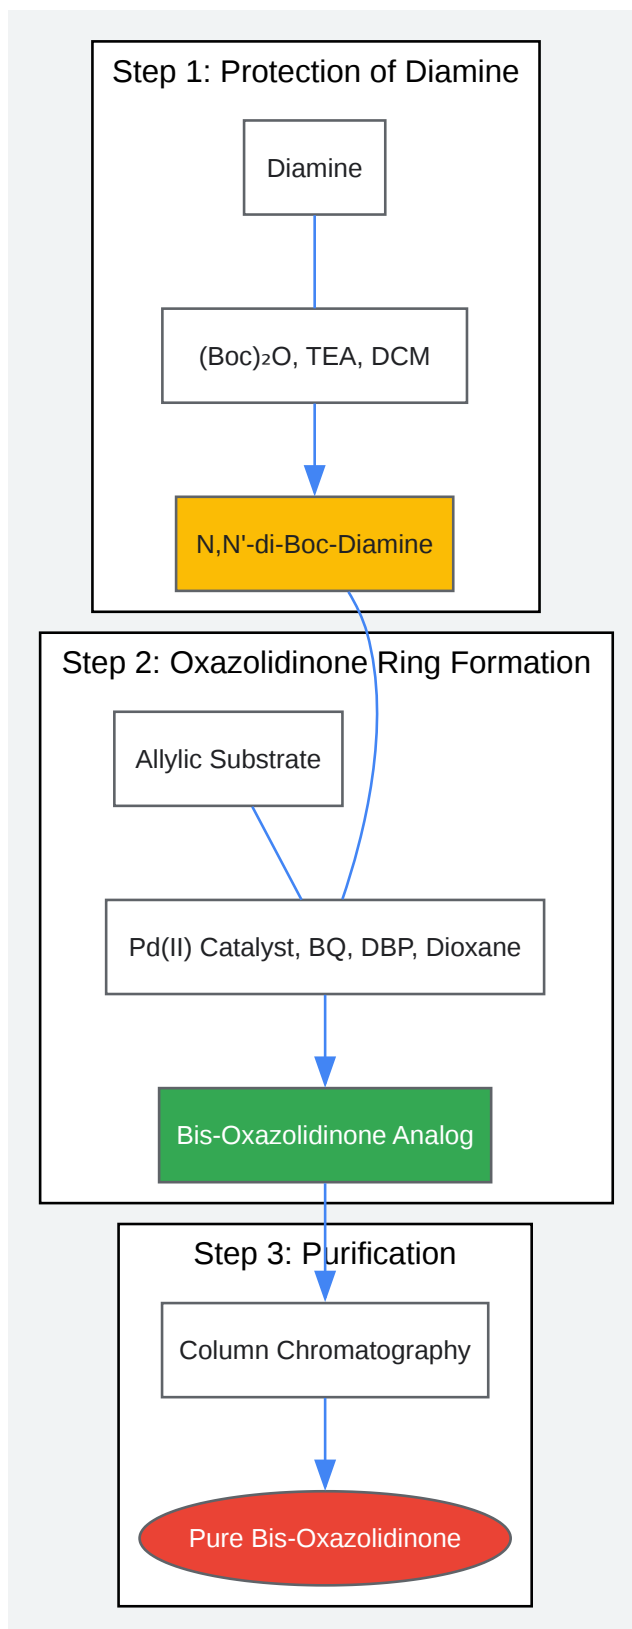 Step 1: Protection of Diamine
Diamine
(Boc)₂O, TEA, DCM
N,N'-di-Boc-Diamine
Step 2: Oxazolidinone Ring Formation
Allylic Substrate
Pd(II) Catalyst, BQ, DBP, Dioxane
Bis-Oxazolidinone Analog
Step 3: Purification
Column Chromatography
Pure Bis-Oxazolidinone